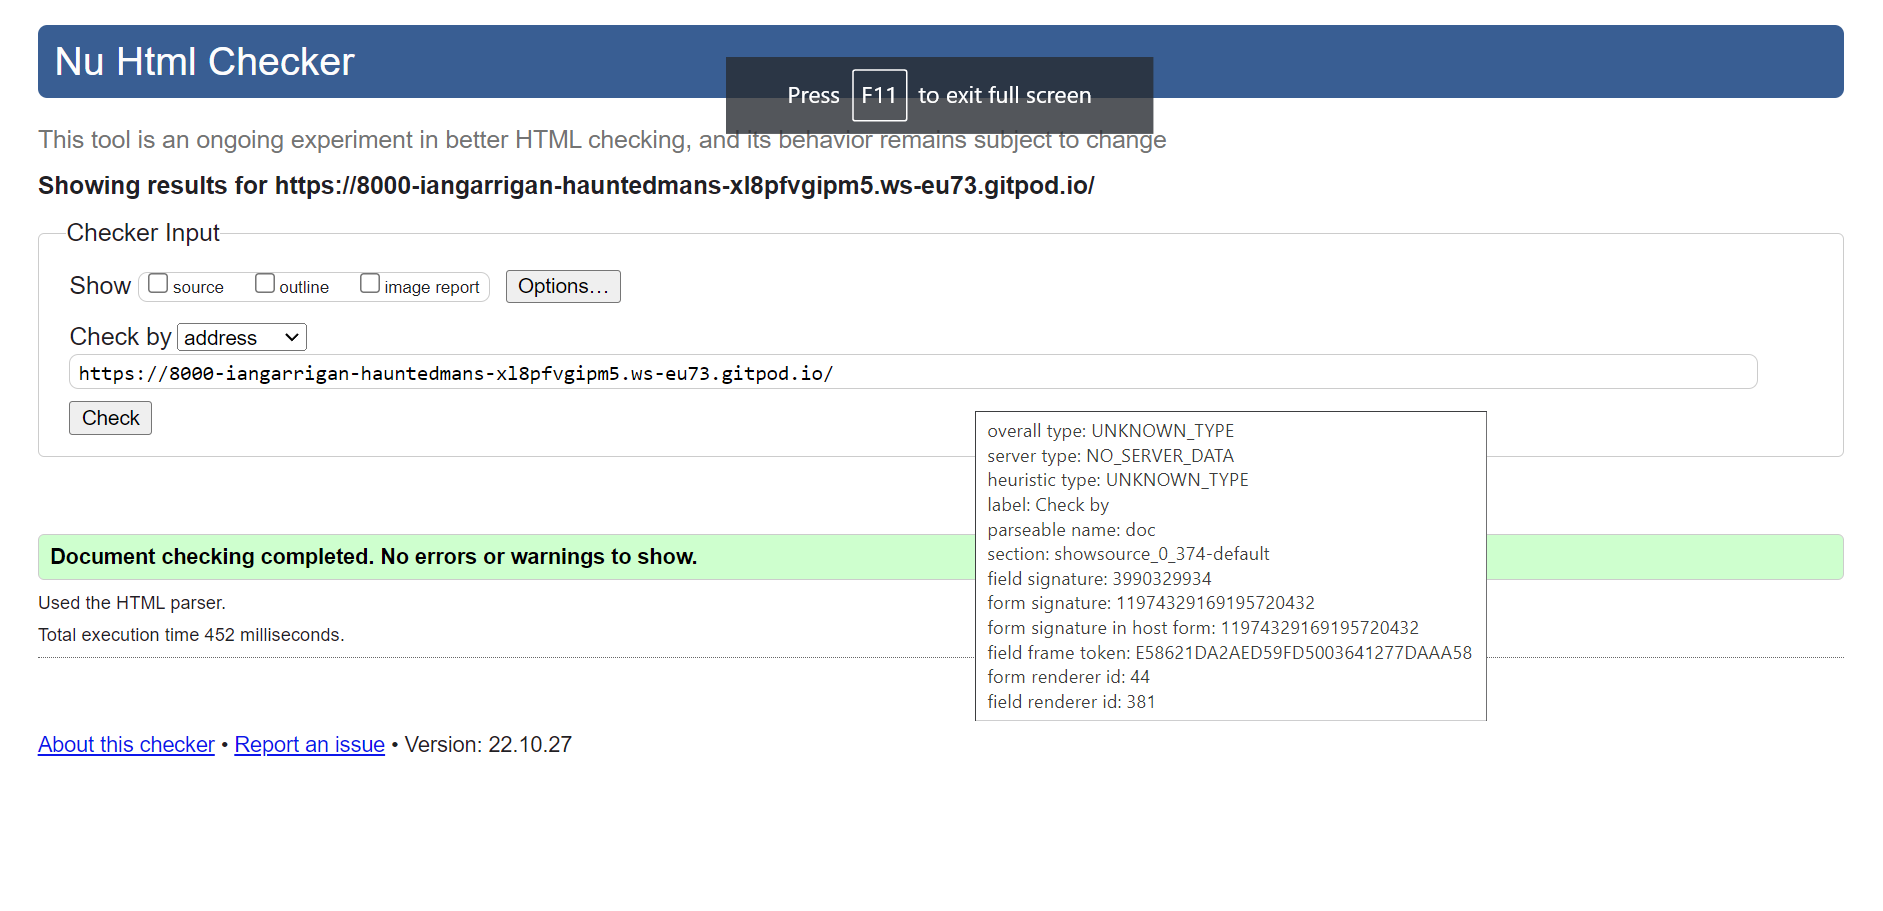 Nu Html Checker
Press F11 to exit full screen
This tool is an ongoing experiment in better HTML checking, and its behavior remains subject to change
Showing results for https://8000-iangarrigan-hauntedmans-xl8pfvgipm5.ws-eu73.gitpod.io/
Checker Input
Show source outline image report Options...
Check by address
https://8000-iangarrigan-hauntedmans-xl8pfvgipm5.ws-eu73.gitpod.io/
Check
overall type: UNKNOWN_TYPE
server type: NO_SERVER_DATA
heuristic type: UNKNOWN_TYPE
label: Check by
parseable name: doc
section: showsource_0_374-default
field signature: 3990329934
form signature: 11974329169195720432
form signature in host form: 11974329169195720432
field frame token: E58621DA2AED59FD5003641277DAAA58
form renderer id: 44
field renderer id: 381
Document checking completed. No errors or warnings to show.
Used the HTML parser.
Total execution time 452 milliseconds.
About this checker • Report an issue • Version: 22.10.27